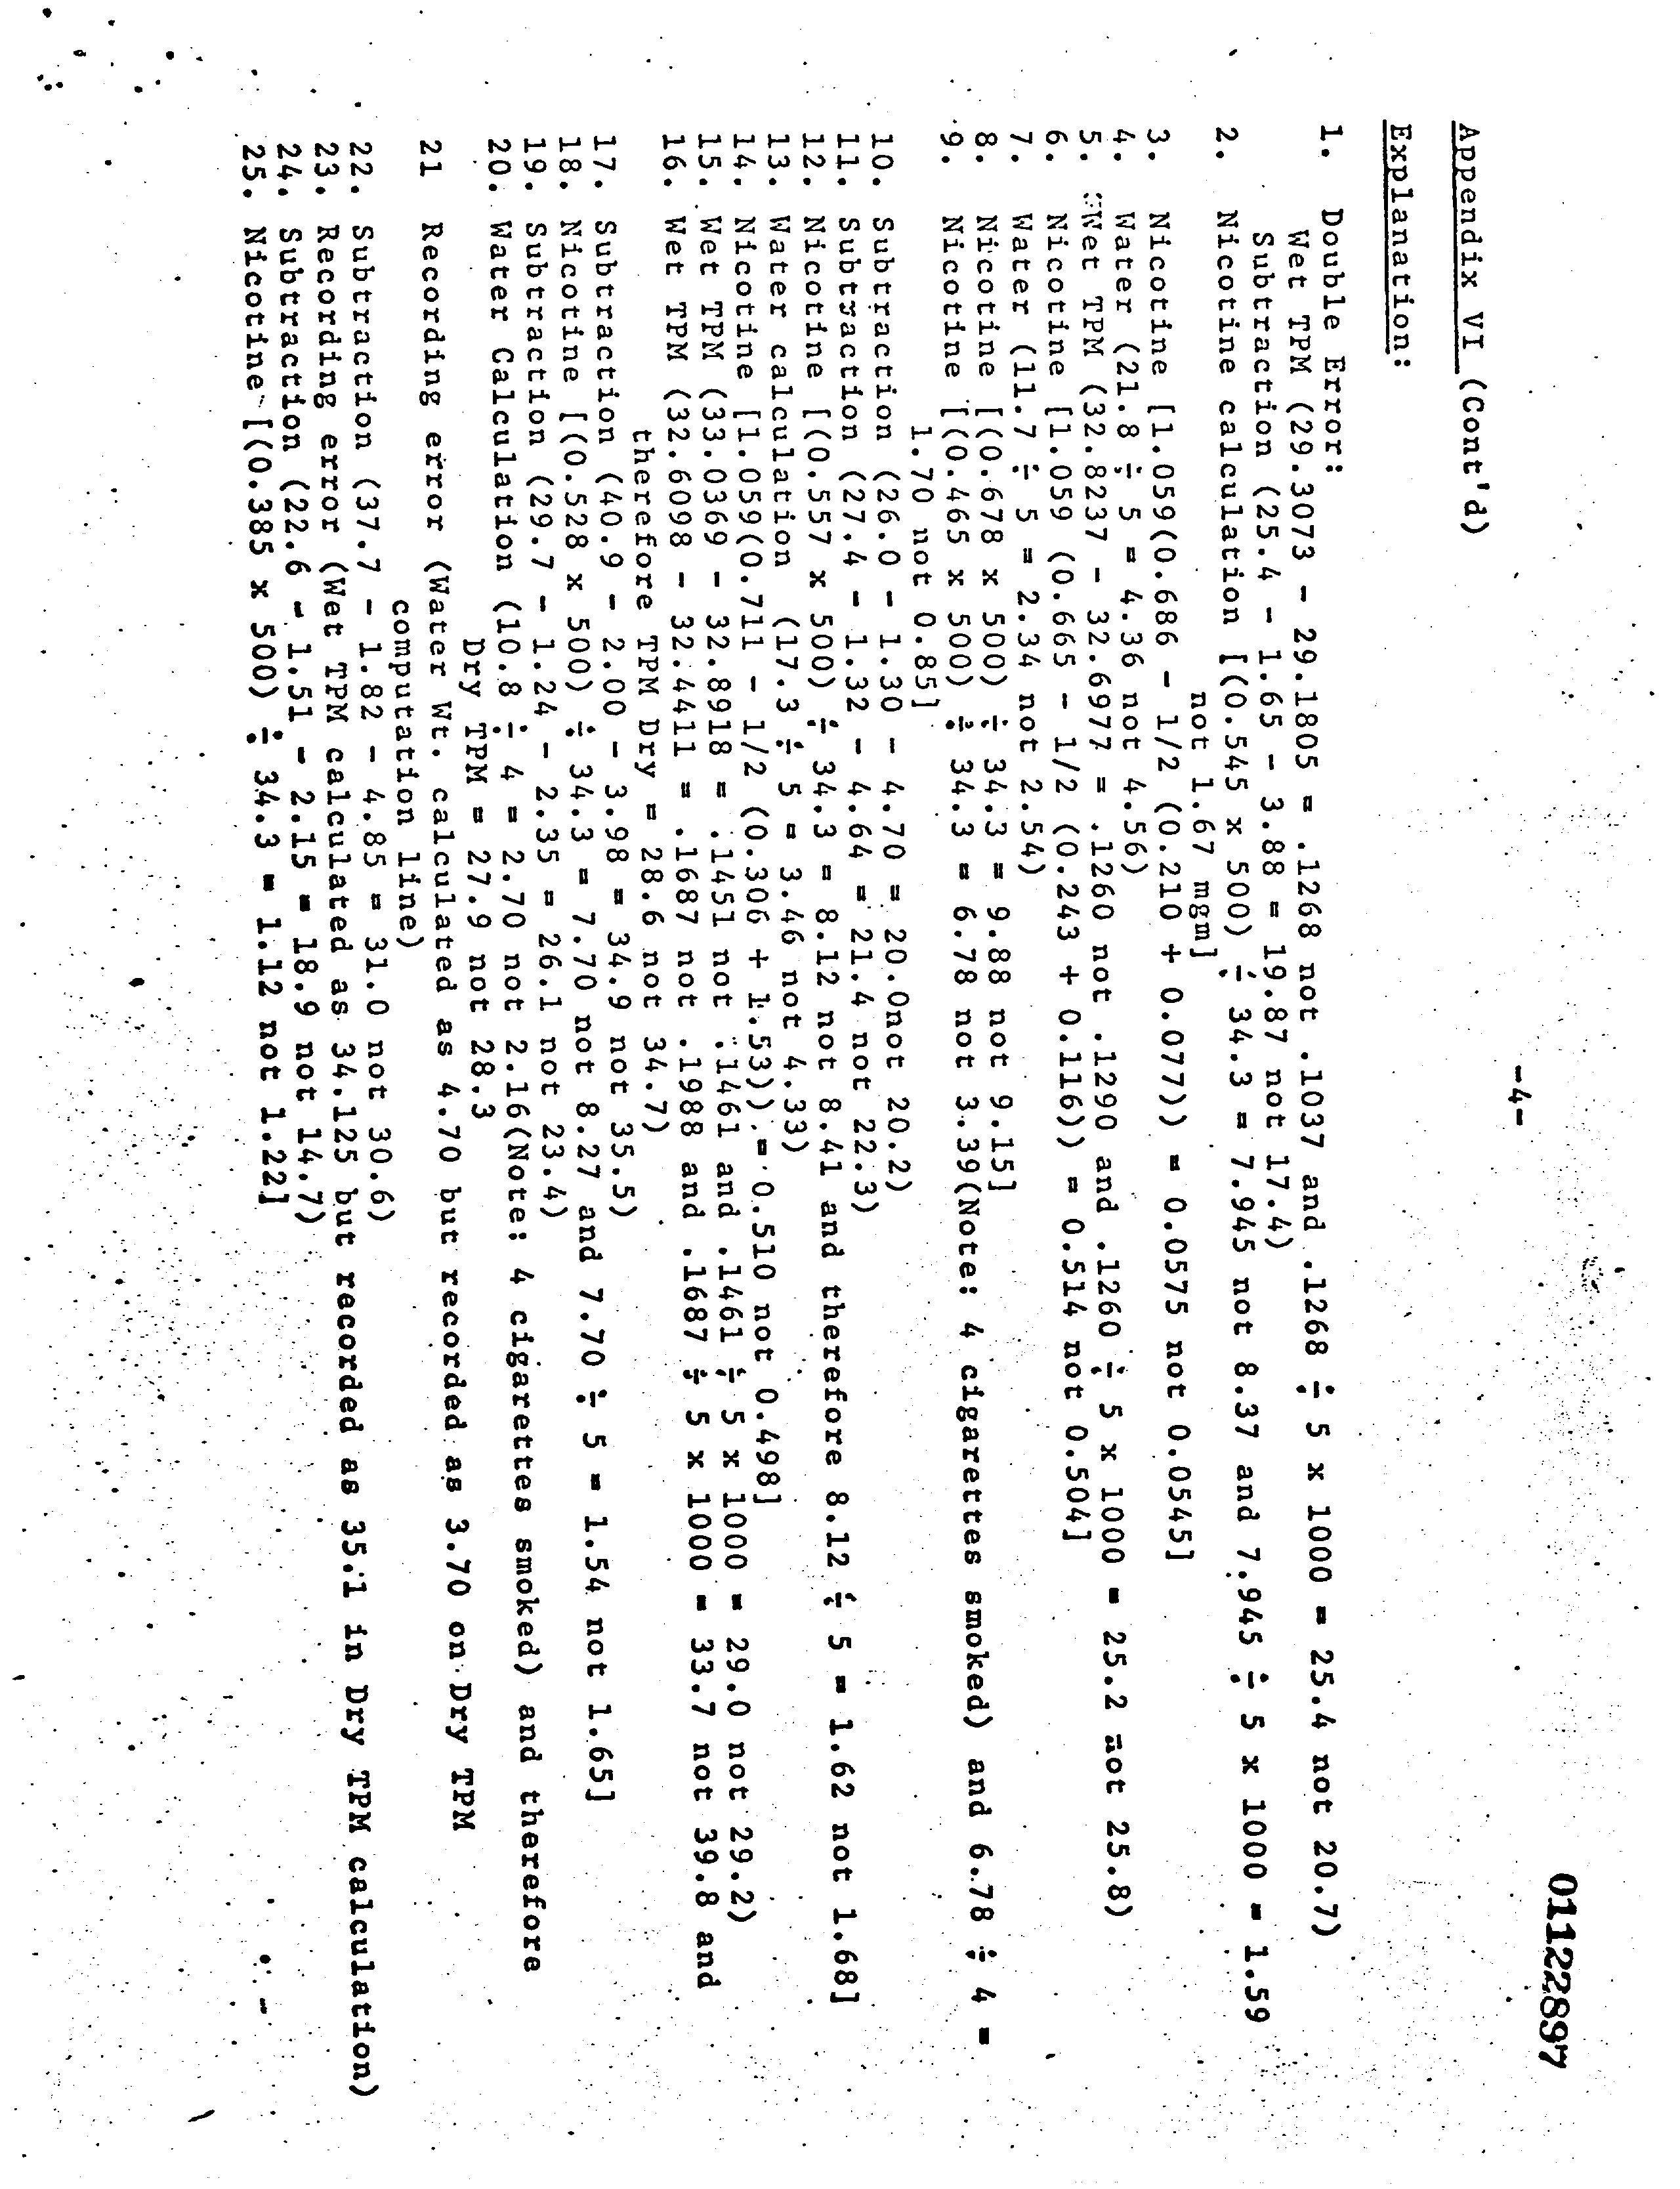 01122897
-4-
Appendix VI (Cont'd)
Explanation:
1. Double Error:
Wet TPM (29.3073 - 29.1805 = .1268 not .1037 and .1268 ÷ 5 x 1000 = 25.4 not 20.7)
Subtraction (25.4 - 1.65 - 3.88 = 19.87 not 17.4)
2. Nicotine calculation [(0.545 x 500) ÷ 34.3 = 7.945 not 8.37 and 7.945 ÷ 5 x 1000 = 1.59
not 1.67 mgm]
3. Nicotine [1.059(0.686 - 1/2 (0.210 + 0.077)) = 0.0575 not 0.0545]
4. Water (21.8 ÷ 5 = 4.36 not 4.56)
5. Wet TPM (32.8237 - 32.6977 = .1260 not .1290 and .1260 ÷ 5 x 1000 = 25.2 not 25.8)
6. Nicotine [1.059 (0.665 - 1/2 (0.243 + 0.116)) = 0.514 not 0.504]
7. Water (11.7 ÷ 5 = 2.34 not 2.54)
8. Nicotine [(0.678 x 500) ÷ 34.3 = 9.88 not 9.15]
9. Nicotine [(0.465 x 500) ÷ 34.3 = 6.78 not 3.39(Note: 4 cigarettes smoked) and 6.78 ÷ 4 =
1.70 not 0.85]
10. Subtraction (26.0 - 1.30 - 4.70 = 20.0not 20.2)
11. Subtraction (27.4 - 1.32 - 4.64 = 21.4 not 22.3)
12. Nicotine [(0.557 x 500) ÷ 34.3 = 8.12 not 8.41 and therefore 8.12 ÷ 5 = 1.62 not 1.68]
13. Water calculation (17.3 ÷ 5 = 3.46 not 4.33)
14. Nicotine [1.059(0.711 - 1/2 (0.306 + 1.53)) = 0.510 not 0.498]
15. Wet TPM (33.0369 - 32.8918 = .1451 not .1461 and .1461 ÷ 5 x 1000 = 29.0 not 29.2)
16. Wet TPM (32.6098 - 32.4411 = .1687 not .1988 and .1687 ÷ 5 x 1000 = 33.7 not 39.8 and
therefore TPM Dry = 28.6 not 34.7)
17. Subtraction (40.9 - 2.00 - 3.98 = 34.9 not 35.5)
18. Nicotine [(0.528 x 500) ÷ 34.3 = 7.70 not 8.27 and 7.70 ÷ 5 = 1.54 not 1.65]
19. Subtraction (29.7 - 1.24 - 2.35 = 26.1 not 23.4)
20. Water Calculation (10.8 ÷ 4 = 2.70 not 2.16(Note: 4 cigarettes smoked) and therefore
Dry TPM = 27.9 not 28.3
21 Recording error (Water Wt. calculated as 4.70 but recorded as 3.70 on Dry TPM
computation line)
22. Subtraction (37.7 - 1.82 - 4.85 = 31.0 not 30.6)
23. Recording error (Wet TPM calculated as 34.125 but recorded as 35.1 in Dry TPM calculation)
24. Subtraction (22.6 - 1.51 - 2.15 = 18.9 not 14.7)
25. Nicotine [(0.385 x 500) ÷ 34.3 = 1.12 not 1.22]